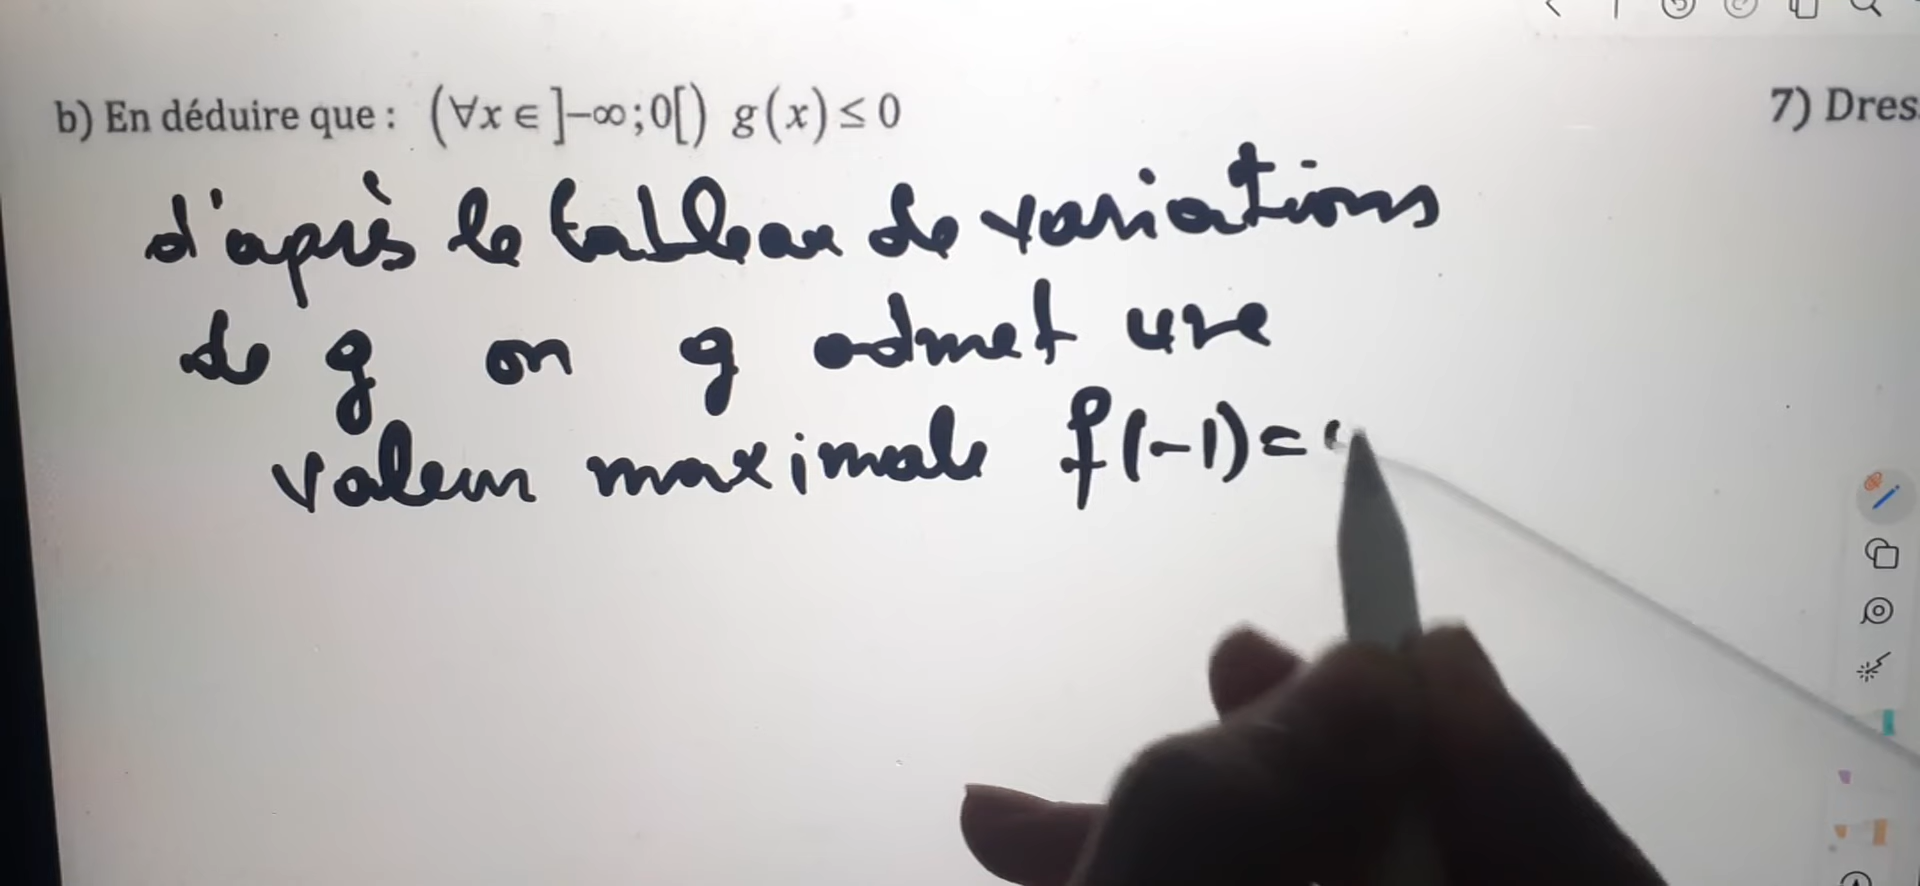 b) En déduire que : (∀x ∈ ]−∞;0[) g(x) ≤ 0
7) Dres
d'après le tableau de variations
de g on g admet une
valeur maximale f(-1)=